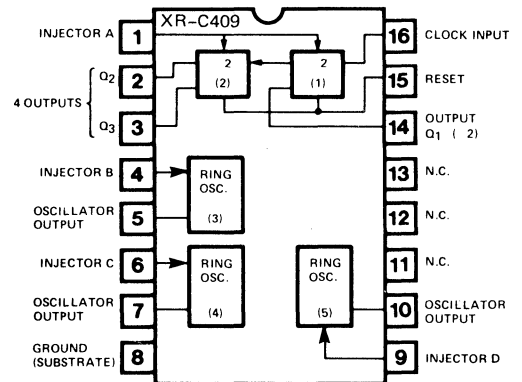 XR-C409
INJECTOR A
1
16
CLOCK INPUT
2
(2)
2
(1)
Q2
2
15
RESET
4 OUTPUTS
Q3
3
14
OUTPUT
Q1 ( 2)
INJECTOR B
4
RING
OSC.
(3)
13
N.C.
OSCILLATOR
OUTPUT
5
12
N.C.
INJECTOR C
6
RING
OSC.
(4)
RING
OSC.
(5)
11
N.C.
OSCILLATOR
OUTPUT
7
10
OSCILLATOR
OUTPUT
GROUND
(SUBSTRATE)
8
9
INJECTOR D